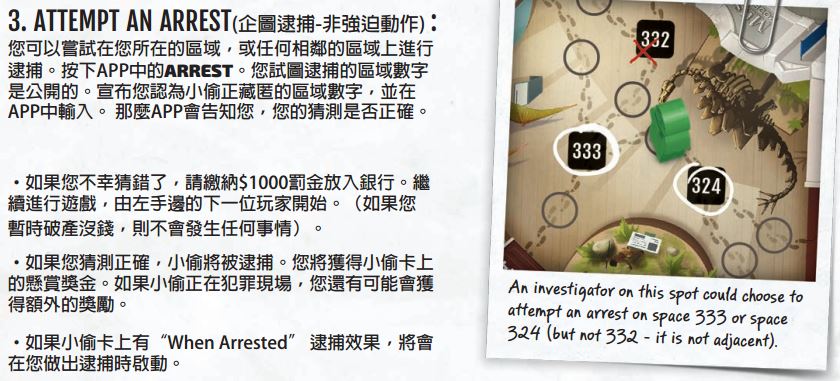 3. ATTEMPT AN ARREST(企圖逮捕-非強迫動作)：
您可以嘗試在您所在的區域，或任何相鄰的區域上進行
逮捕。按下APP中的ARREST。您試圖逮捕的區域數字
是公開的。宣布您認為小偷正藏匿的區域數字，並在
APP中輸入。 那麼APP會告知您，您的猜測是否正確。
・如果您不幸猜錯了，請繳納$1000罰金放入銀行。繼
續進行遊戲，由左手邊的下一位玩家開始。（如果您
暫時破產沒錢，則不會發生任何事情）。
・如果您猜測正確，小偷將被逮捕。您將獲得小偷卡上
的懸賞獎金。如果小偷正在犯罪現場，您還有可能會獲
得額外的獎勵。
・如果小偷卡上有“When Arrested” 逮捕效果，將會
在您做出逮捕時啟動。
332
333
324
An investigator on this spot could choose to
attempt an arrest on space 333 or space
324 (but not 332 - it is not adjacent).